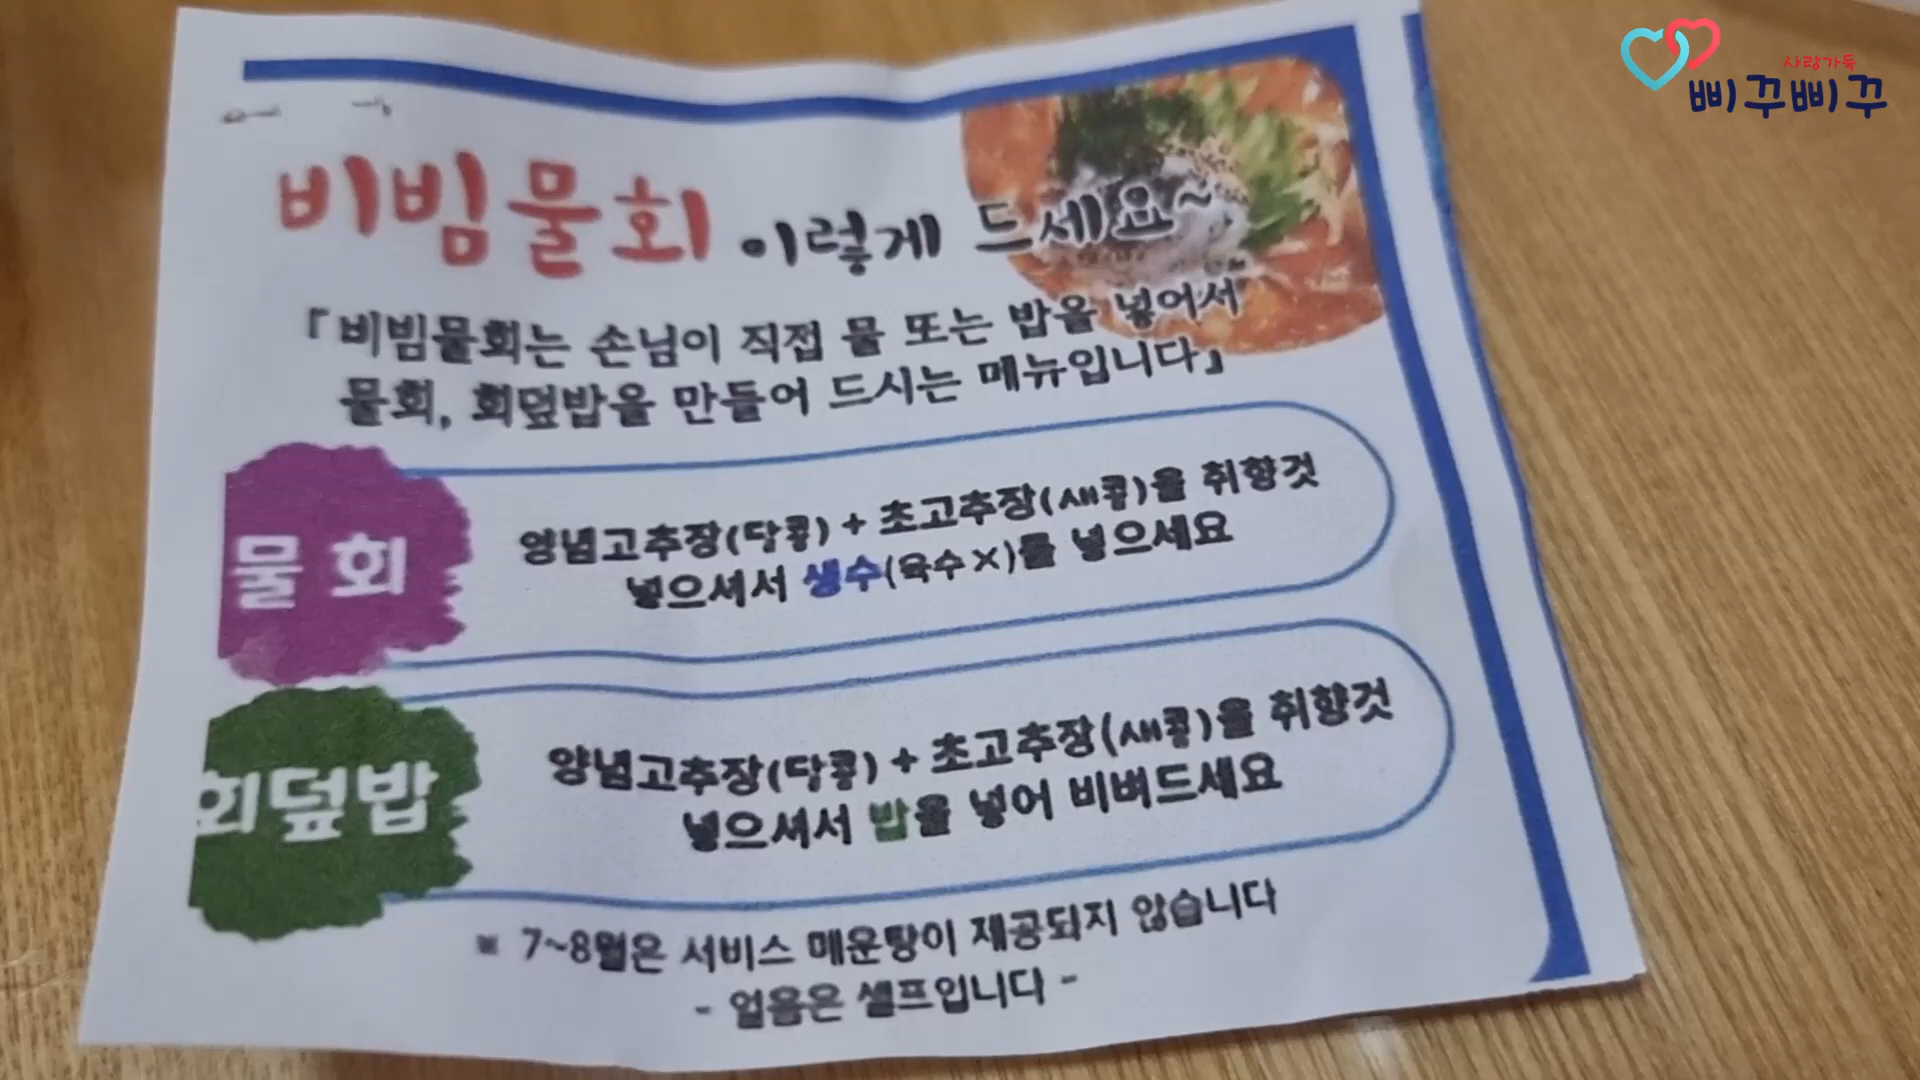 사랑가득
삐꾸삐꾸
비빔물회 이렇게 드세요~
「비빔물회는 손님이 직접 물 또는 밥을 넣어서
물회, 회덮밥을 만들어 드시는 메뉴입니다」
물회
양념고추장(달콤) + 초고추장(새콤)을 취향것
넣으셔서 생수(육수×)를 넣으세요
회덮밥
양념고추장(달콤) + 초고추장(새콤)을 취향것
넣으셔서 밥을 넣어 비벼드세요
※ 7~8월은 서비스 매운탕이 제공되지 않습니다
- 얼음은 셀프입니다 -